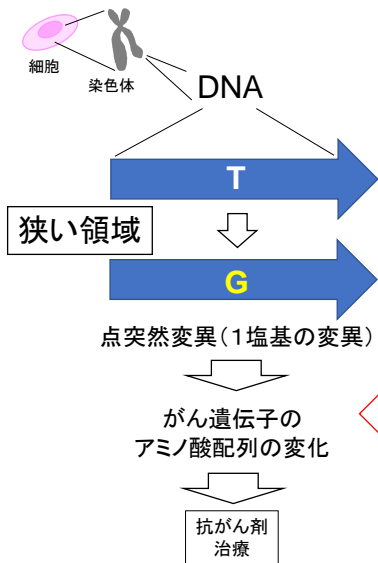 細胞
染色体
DNA
T
狭い領域
G
点突然変異(1塩基の変異)
がん遺伝子の
アミノ酸配列の変化
抗がん剤
治療